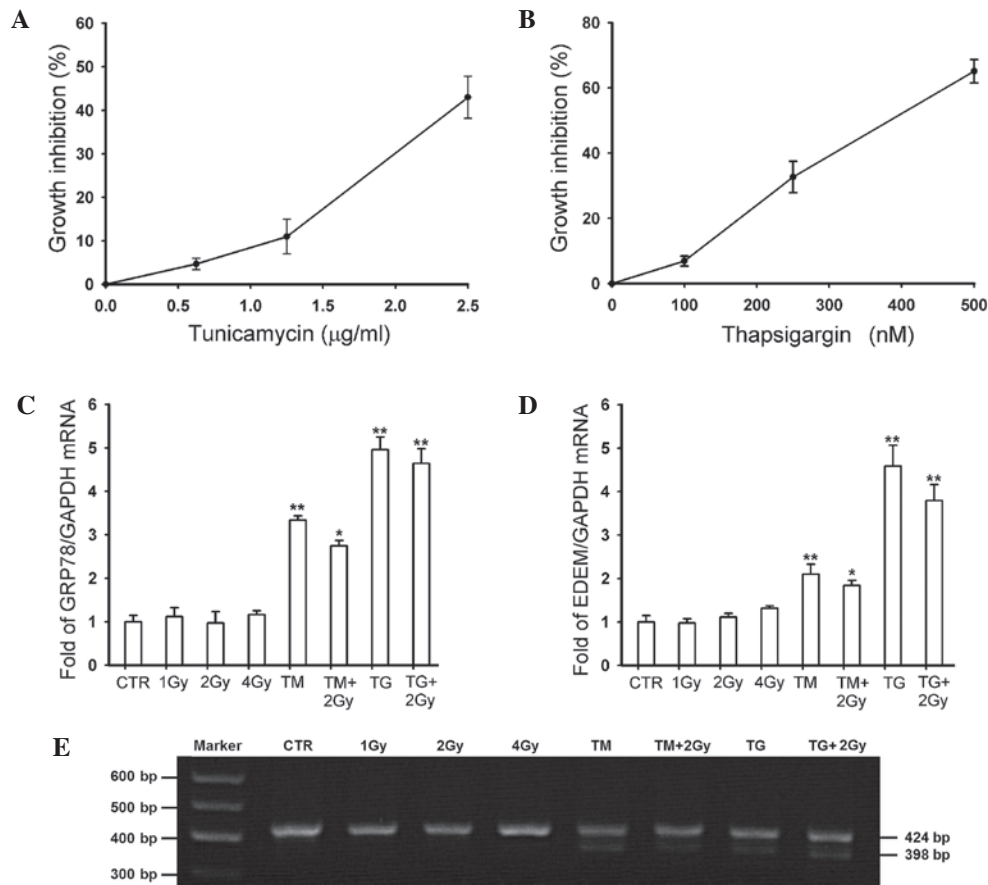 A
B
60
50
40
30
20
10
0
Growth inhibition (%)
0.0 0.5 1.0 1.5 2.0 2.5
Tunicamycin (μg/ml)
80
60
40
20
0
Growth inhibition (%)
0 100 200 300 400 500
Thapsigargin (nM)
C
D
6
5
4
3
2
1
0
Fold of GRP78/GAPDH mRNA
** * ** **
CTR 1Gy 2Gy 4Gy TM TM+ 2Gy TG TG+ 2Gy
6
5
4
3
2
1
0
Fold of EDEM/GAPDH mRNA
** * ** **
CTR 1Gy 2Gy 4Gy TM TM+ 2Gy TG TG+ 2Gy
E
Marker CTR 1Gy 2Gy 4Gy TM TM+2Gy TG TG+2Gy
600 bp
500 bp
400 bp
300 bp
424 bp
398 bp